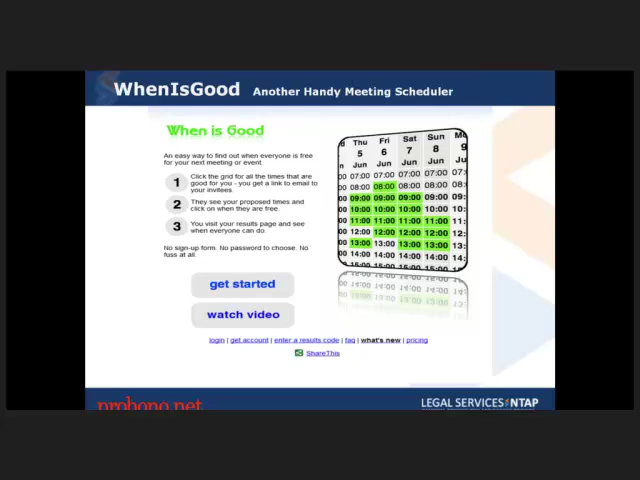 WhenIsGood Another Handy Meeting Scheduler
When is Good
An easy way to find out when everyone is free
for your next meeting or event.
1 Click the grid for all the times that are
good for you - you get a link to email to
your invitees.
2 They see your proposed times and
click on when they are free.
3 You visit your results page and see
when everyone can do.
No sign-up form. No password to choose. No
fuss at all.
get started
watch video
login | get account | enter a results code | faq | what's new | pricing
ShareThis
Thu Fri Sat Sun Mo
5 6 7 8 9
Jun Jun Jun Jun Jun
07:00 07:00 07:00 07:00
08:00 08:00 08:00 08:00
09:00 09:00 09:00 09:00
10:00 10:00 10:00 10:00
11:00 11:00 11:00 11:00
12:00 12:00 12:00 12:00
13:00 13:00 13:00 13:00
14:00 14:00 14:00 14:00
probono.net
LEGAL SERVICES NTAP